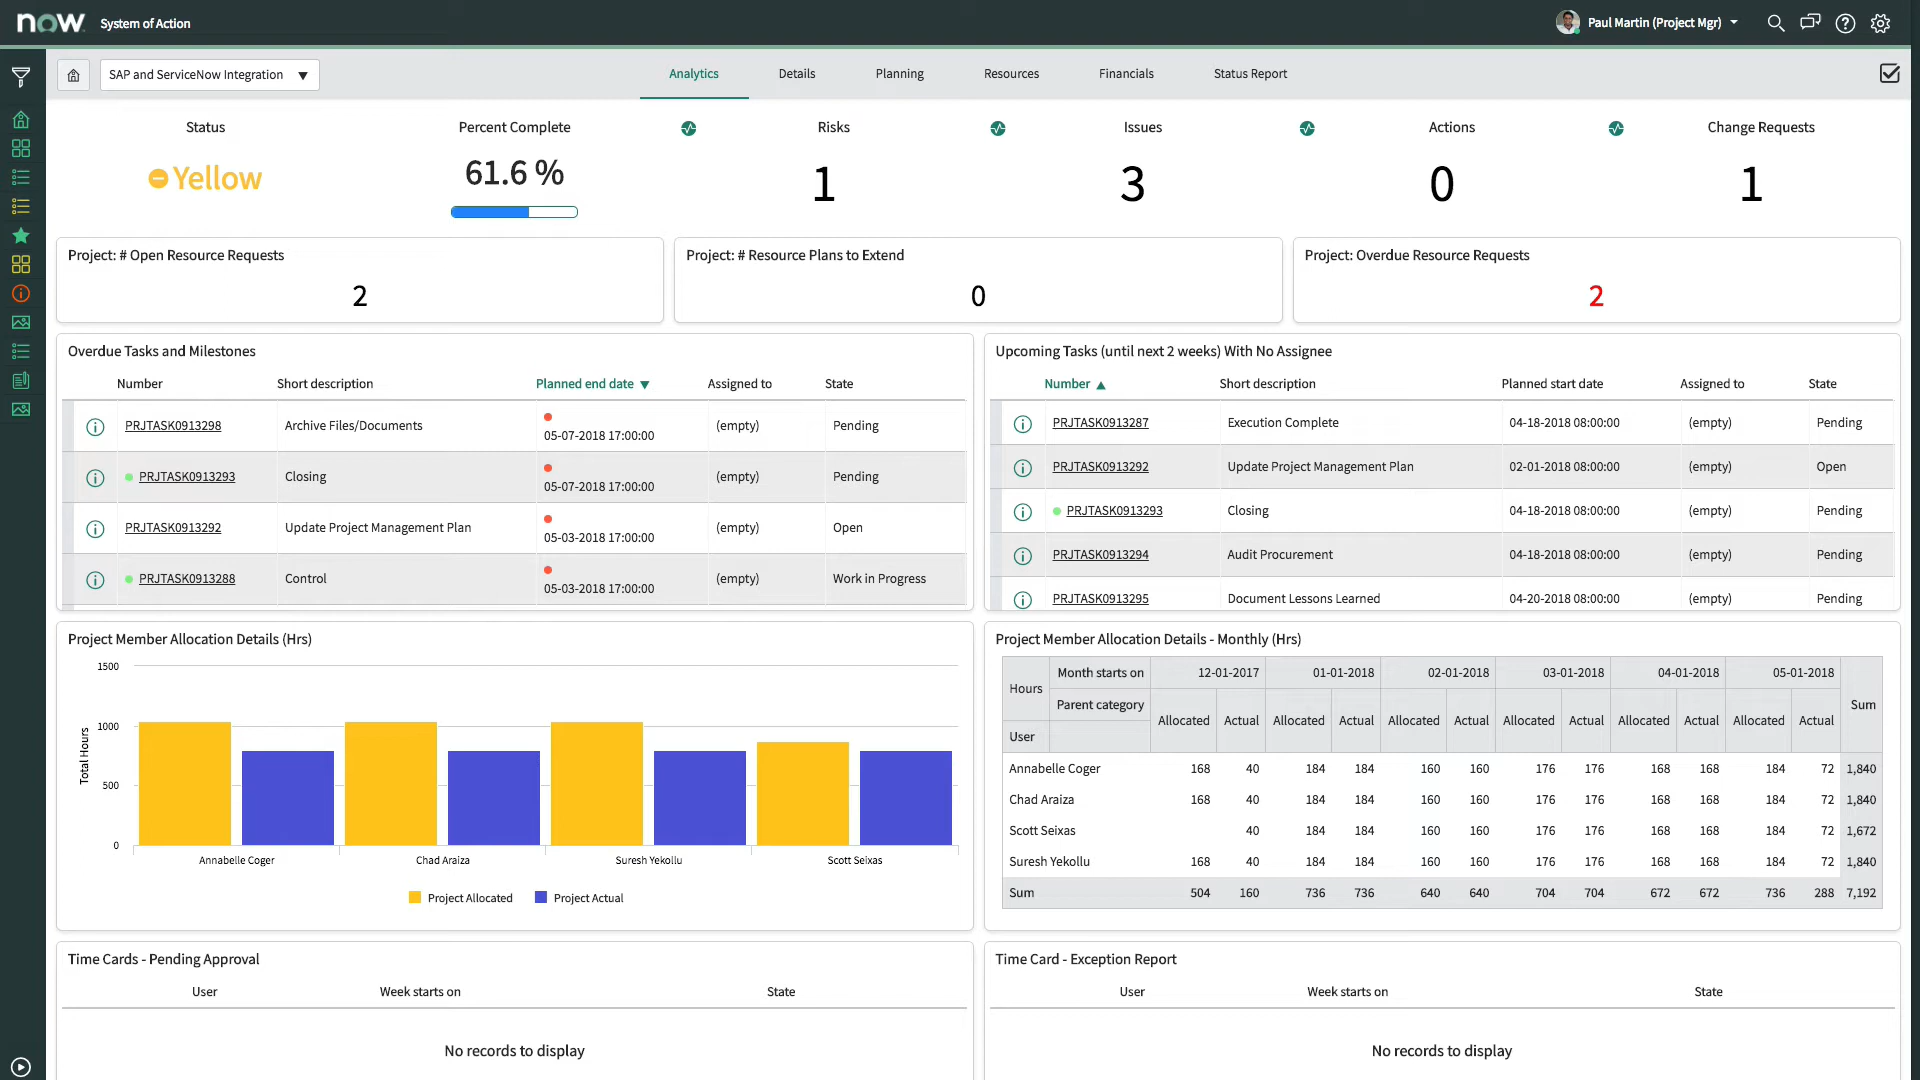 now. System of Action
Paul Martin (Project Mgr)
SAP and ServiceNow Integration
Analytics Details Planning Resources Financials Status Report
Status Percent Complete Risks Issues Actions Change Requests
Yellow 61.6 % 1 3 0 1
Project: # Open Resource Requests
2
Project: # Resource Plans to Extend
0
Project: Overdue Resource Requests
2
Overdue Tasks and Milestones
Number Short description Planned end date Assigned to State
PRJTASK0913298 Archive Files/Documents 05-07-2018 17:00:00 (empty) Pending
PRJTASK0913293 Closing 05-07-2018 17:00:00 (empty) Pending
PRJTASK0913292 Update Project Management Plan 05-03-2018 17:00:00 (empty) Open
PRJTASK0913288 Control 05-03-2018 17:00:00 (empty) Work in Progress
Upcoming Tasks (until next 2 weeks) With No Assignee
Number Short description Planned start date Assigned to State
PRJTASK0913287 Execution Complete 04-18-2018 08:00:00 (empty) Pending
PRJTASK0913292 Update Project Management Plan 02-01-2018 08:00:00 (empty) Open
PRJTASK0913293 Closing 04-18-2018 08:00:00 (empty) Pending
PRJTASK0913294 Audit Procurement 04-18-2018 08:00:00 (empty) Pending
PRJTASK0913295 Document Lessons Learned 04-20-2018 08:00:00 (empty) Pending
Project Member Allocation Details (Hrs)
Total Hours
1500
1000
500
0
Annabelle Coger Chad Araiza Suresh Yekollu Scott Seixas
Project Allocated Project Actual
Project Member Allocation Details - Monthly (Hrs)
Hours Month starts on 12-01-2017 01-01-2018 02-01-2018 03-01-2018 04-01-2018 05-01-2018 Sum
Parent category Allocated Actual Allocated Actual Allocated Actual Allocated Actual Allocated Actual Allocated Actual
User
Annabelle Coger 168 40 184 184 160 160 176 176 168 168 184 72 1,840
Chad Araiza 168 40 184 184 160 160 176 176 168 168 184 72 1,840
Scott Seixas 40 184 184 160 160 176 176 168 168 184 72 1,672
Suresh Yekollu 168 40 184 184 160 160 176 176 168 168 184 72 1,840
Sum 504 160 736 736 640 640 704 704 672 672 736 288 7,192
Time Cards - Pending Approval
User Week starts on State
No records to display
Time Card - Exception Report
User Week starts on State
No records to display